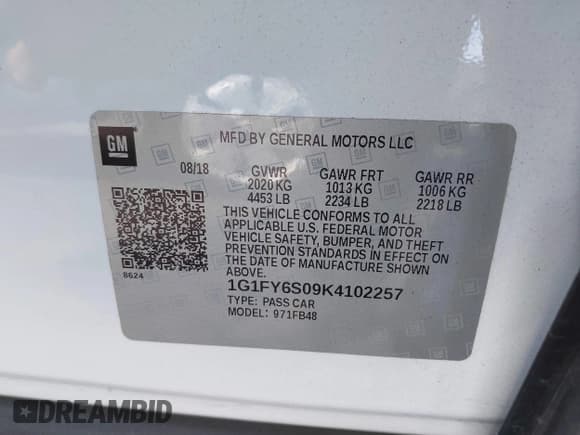 GM
MFD BY GENERAL MOTORS LLC
08/18 GVWR GAWR FRT GAWR RR
2020 KG 1013 KG 1006 KG
4453 LB 2234 LB 2218 LB
THIS VEHICLE CONFORMS TO ALL
APPLICABLE U.S. FEDERAL MOTOR
VEHICLE SAFETY, BUMPER, AND THEFT
PREVENTION STANDARDS IN EFFECT ON
THE DATE OF MANUFACTURE SHOWN
ABOVE.
8624
1G1FY6S09K4102257
TYPE: PASS CAR
MODEL: 971FB48
DREAMBID